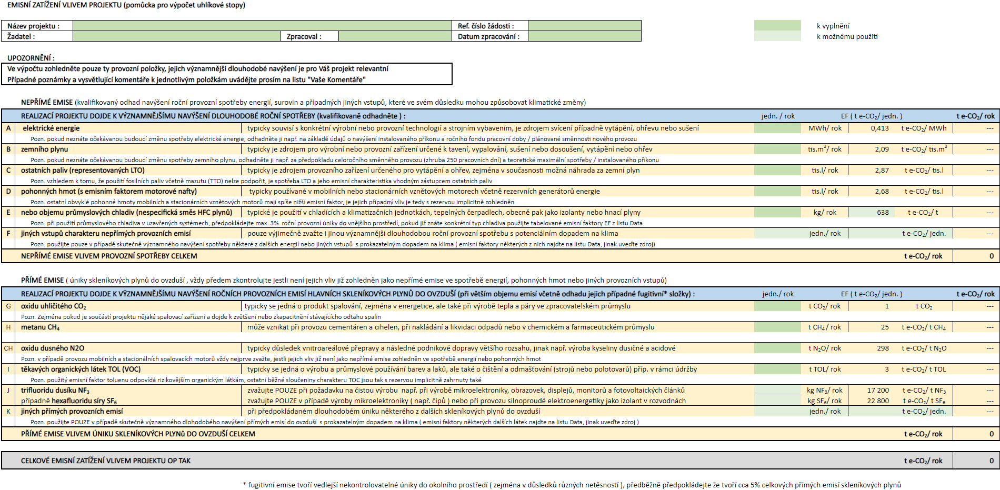 EMISNÍ ZATÍŽENÍ VLIVEM PROJEKTU (pomůcka pro výpočet uhlíkové stopy)
Název projektu : Ref. číslo žádosti : k vyplnění
Žadatel : Zpracoval : Datum zpracování : k možnému použití
UPOZORNĚNÍ :
Ve výpočtu zohledněte pouze ty provozní položky, jejich významnější dlouhodobé navýšení je pro Váš projekt relevantní
Případné poznámky a vysvětlující komentáře k jednotlivým položkám uvádějte prosím na listu "Vaše Komentáře"
NEPŘÍMÉ EMISE (kvalifikovaný odhad navýšení roční provozní spotřeby energií, surovin a případných jiných vstupů, které ve svém důsledku mohou způsobovat klimatické změny)
REALIZACÍ PROJEKTU DOJDE K VÝZNAMNĚJŠÍMU NAVÝŠENÍ DLOUHODOBÉ ROČNÍ SPOTŘEBY (kvalifikovaně odhadněte ) : jedn. / rok EF ( t e-CO₂/ jedn. ) t e-CO₂/ rok
A elektrické energie typicky souvisí s konkrétní výrobní nebo provozní technologií a strojním vybavením, je zdrojem svícení případně vytápění, ohřevu nebo sušení MWh/ rok 0,413 t e-CO₂/ MWh ---
Pozn. pokud neznáte očekávanou budoucí změnu spotřeby elektrické energie, odhadněte ji např. na základě údajů o navýšení instalovaného příkonu a ročního fondu pracovní doby / plánované směnnosti nového provozu
B zemního plynu typicky je zdrojem pro výrobní nebo provozní zařízení určené k tavení, vypalování, sušení nebo dosoušení, vytápění nebo ohřev tis.m³/ rok 2,09 t e-CO₂/ tis.m³ ---
Pozn. pokud neznáte očekávanou budoucí změnu spotřeby zemního plynu, odhadněte ji např. za předpokladu celoročního směnného provozu (zhruba 250 pracovních dní) a teoretické maximální spotřeby / instalovaného příkonu
C ostatních paliv (representovaných LTO) typicky je zdrojem provozního zařízení určeného pro vytápění a ohřev, zejména v současnosti možná náhrada za zemní plyn tis.l/ rok 2,87 t e-CO₂/ tis.l ---
Pozn. vzhledem k tomu, že použití fosilních paliv včetně mazutu (TTO) nelze podpořit, je spotřeba LTO a jeho emisní charakteristika vhodným zástupcem ostatních paliv
D pohonných hmot (s emisním faktorem motorové nafty) typicky používané v mobilních nebo stacionárních vznětových motorech včetně rezervních generátorů energie tis.l/ rok 2,68 t e-CO₂/ tis.l ---
Pozn. ostatní obvyklé pohonné hmoty mobilních a stacionárních vznětových motorů mají spíše nižší emisní faktor, je jejich případný vliv je tedy s rezervou implicitně zohledněn
E nebo objemu průmyslových chladiv (nespecifická směs HFC plynů) typické je použití v chladících a klimatizačních jednotkách, tepelných čerpadlech, obecně pak jako izolanty nebo hnací plyny kg/ rok 638 t e-CO₂/ t ---
Pozn. při použití průmyslového chladiva v uzavřených systémech, předpokládejte max. 3% roční provozní úniky do vnějšího prostředí, pokud již znáte konkrétní typ chladiva použijte tabelované emisní faktory EF z listu Data
F jiných vstupů charakteru nepřímých provozních emisí pouze výjimečně zvažte i jinou významnější dlouhodobou roční provozní spotřebu s potenciálním dopadem na klima jedn./ rok t e-CO₂/ jedn. ---
Pozn. použijte pouze v případě skutečně významného navýšení spotřeby některé z dalších energií nebo jiných vstupů s prokazatelným dopadem na klima ( emisní faktory některých z nich najdte na listu Data, jinak uveďte zdroj)
NEPŘÍMÉ EMISE VLIVEM PROVOZNÍ SPOTŘEBY CELKEM t e-CO₂/ rok 0
PŘÍMÉ EMISE ( úniky skleníkových plynů do ovzduší , vždy předem zkontrolujte jestli není jejich vliv již zohledněn jako nepřímé emise ve spotřebě energií, pohonných hmot nebo jiných provozních vstupů)
REALIZACÍ PROJEKTU DOJDE K VÝZNAMNĚJŠÍMU NAVÝŠENÍ ROČNÍCH PROVOZNÍCH EMISÍ HLAVNÍCH SKLENÍKOVÝCH PLYNŮ DO OVZDUŠÍ (při větším objemu emisí včetně odhadu jejich případné fugitivní* složky) : jedn./ rok EF ( t e-CO₂/ jedn. ) t e-CO₂/ rok
G oxidu uhličitého CO₂ typicky se jedná o produkt spalování, zejména v energetice, ale také při výrobě tepla a páry ve zpracovatelském průmyslu t CO₂/ rok 1 t CO₂ ---
Pozn. Zejména pokud je součástí projektu nějaké spalovací zařízení a dojde k zvětšení nebo zkapacitnění stávajícícho odtahu spalin
H metanu CH₄ může vznikat při provozu cementáren a cihelen, při nakládání a likvidaci odpadů nebo v chemickém a farmaceutickém průmyslu t CH₄/ rok 25 t e-CO₂/ t CH₄ ---
CH oxidu dusného N2O typicky důsledek vnitroareálové přepravy a následné podnikové dopravy většího rozsahu, jinak např. výroba kyseliny dusičné a acidové t N₂O/ rok 298 t e-CO₂/ t N₂O ---
Pozn. v případě provozu mobilních a stacionálních spalovacích motorů vždy nejprve zvažte, jestli jejich vliv již není jako nepřímé emise zohledněn ve spotřebě energií nebo pohonných hmot
I těkavých organických látek TOL (VOC) typicky se jedná o výrobu a průmyslové používání barev a laků, ale také o čištění a odmašťování (strojů nebo polotovarů) příp. v rámci údržby t TOL/ rok 3 t e-CO₂/ t TOL ---
Pozn. použitý emisní faktor toluenu odpovídá rizikovějším organickým látkám, ostatní běžné sloučeniny charakteru TOC jsou tak s rezervou implicitně zahrnuty také
J trifluoridu dusíku NF₃ zvažujte POUZE při požadavku na čistou výrobu např. při výrobě mikroelektroniky, obrazovek, displejů, monitorů a fotovoltaických článků kg NF₃/ rok 17 200 t e-CO₂/ t NF₃ ---
případně hexafluoridu síry SF₆ zvažujte POUZE v případě výroby mikroelektroniky ( např. čipů ) nebo při provozu silnoproudé elektroenergetiky jako izolant v rozvodnách kg SF₆/ rok 22 800 t e-CO₂/ t SF₆ ---
K jiných přímých provozních emisí při předpokládaném dlouhodobém úniku některého z dalších skleníkových plynů do ovzduší jedn./ rok t e-CO₂/ jedn. ---
Pozn. použijte POUZE v případě skutečně významného dlohodobého navýšení přímých emisí do ovzduší s prokazatelným dopadem na klima ( emisní faktory některých dalších látek najdte na listu Data, jinak uveďte zdroj )
PŘÍMÉ EMISE VLIVEM ÚNIKU SKLENÍKOVÝCH PLYNů DO OVZDUŠÍ CELKEM t e-CO₂/ rok 0
CELKOVÉ EMISNÍ ZATÍŽENÍ VLIVEM PROJEKTU OP TAK t e-CO₂/ rok 0
* fugitivní emise tvoří vedlejší nekontrolovatelné úniky do okolního prostředí ( zejména v důsledků různých netěsností ), předběžně předpokládejte že tvoří cca 5% celkových přímých emisí skleníkových plynů